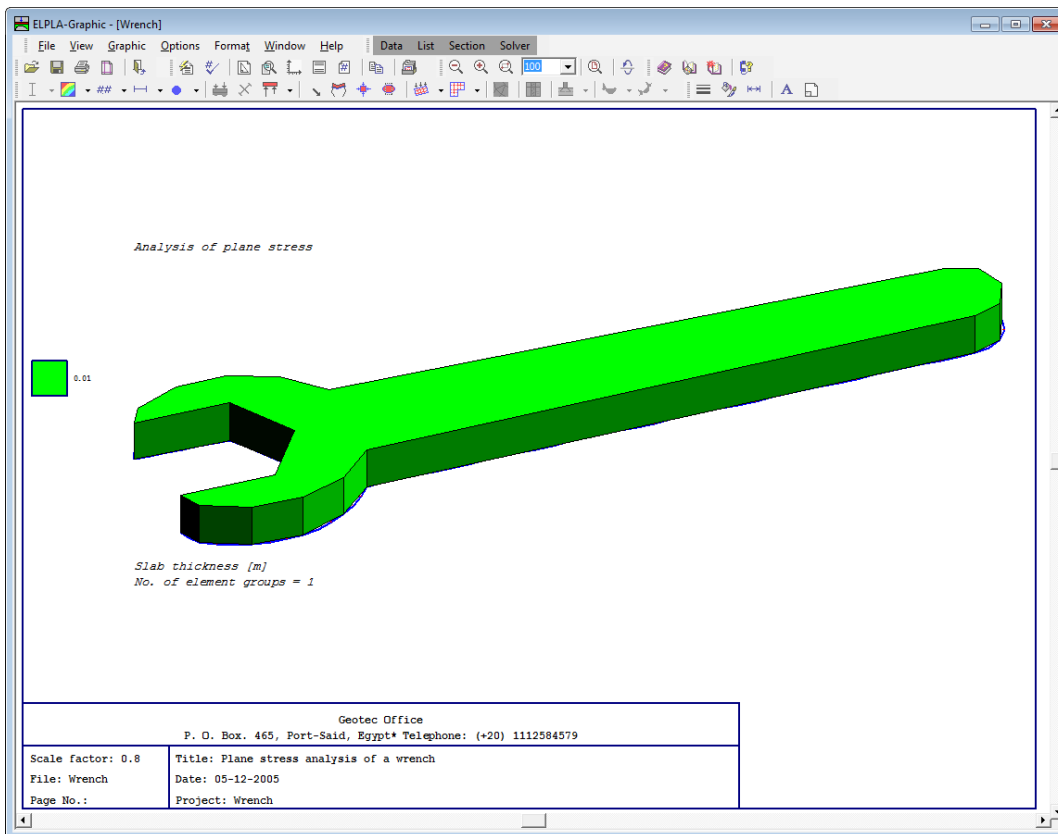 ELPLA-Graphic - [Wrench]
File View Graphic Options Format Window Help Data List Section Solver
100
Analysis of plane stress
0.01
Slab thickness [m]
No. of element groups = 1
Geotec Office
P. O. Box. 465, Port-Said, Egypt* Telephone: (+20) 1112584579
Scale factor: 0.8
Title: Plane stress analysis of a wrench
File: Wrench
Date: 05-12-2005
Page No.:
Project: Wrench